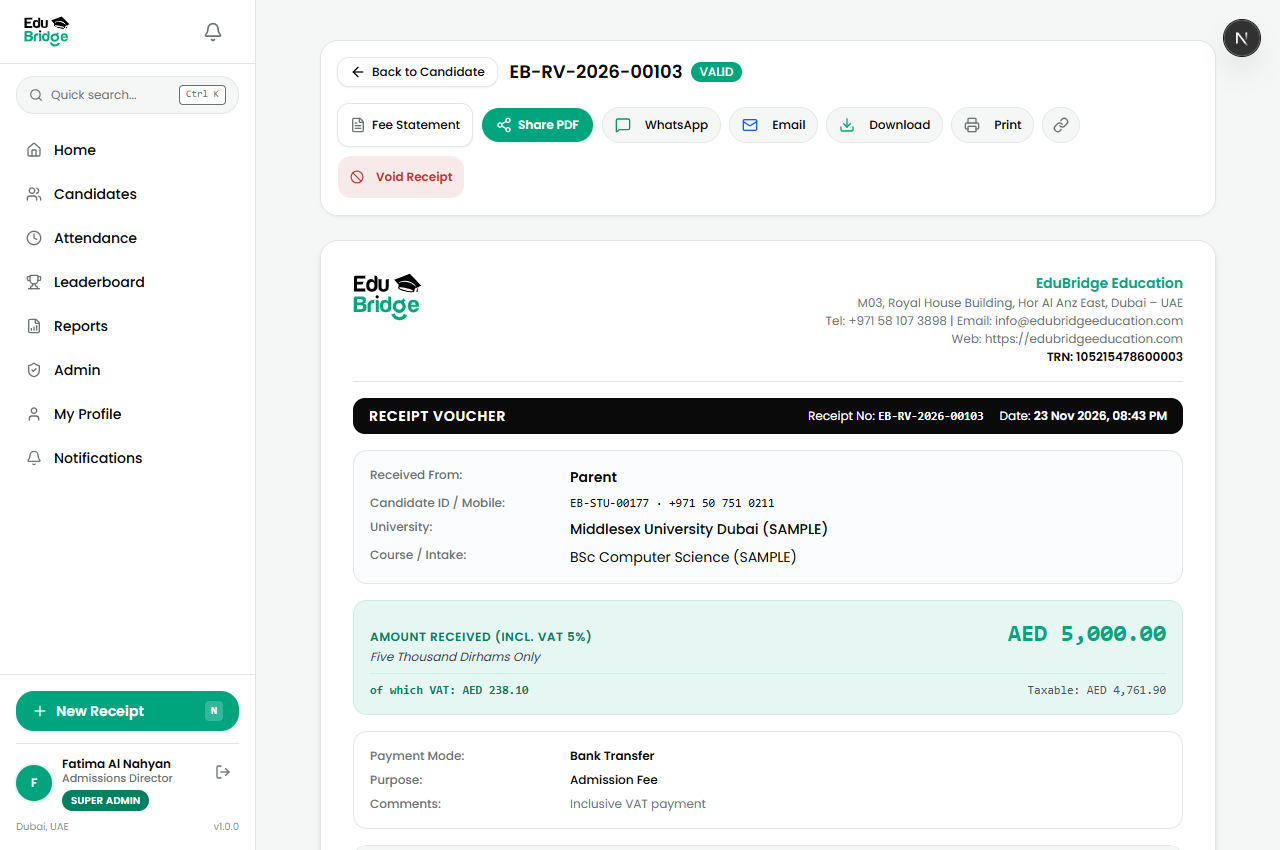 Edu
Bridge
Quick search...
Ctrl K
Home
Candidates
Attendance
Leaderboard
Reports
Admin
My Profile
Notifications
New Receipt
N
F
Fatima Al Nahyan
Admissions Director
SUPER ADMIN
Dubai, UAE
v1.0.0
N
Back to Candidate
EB-RV-2026-00103
VALID
Fee Statement
Share PDF
WhatsApp
Email
Download
Print
Void Receipt
Edu
Bridge
EduBridge Education
M03, Royal House Building, Hor Al Anz East, Dubai – UAE
Tel: +971 58 107 3898 | Email: info@edubridgeeducation.com
Web: https://edubridgeeducation.com
TRN: 105215478600003
RECEIPT VOUCHER
Receipt No: EB-RV-2026-00103 Date: 23 Nov 2026, 08:43 PM
Received From: Parent
Candidate ID / Mobile: EB-STU-00177 · +971 50 751 0211
University: Middlesex University Dubai (SAMPLE)
Course / Intake: BSc Computer Science (SAMPLE)
AMOUNT RECEIVED (INCL. VAT 5%) AED 5,000.00
Five Thousand Dirhams Only
of which VAT: AED 238.10 Taxable: AED 4,761.90
Payment Mode: Bank Transfer
Purpose: Admission Fee
Comments: Inclusive VAT payment